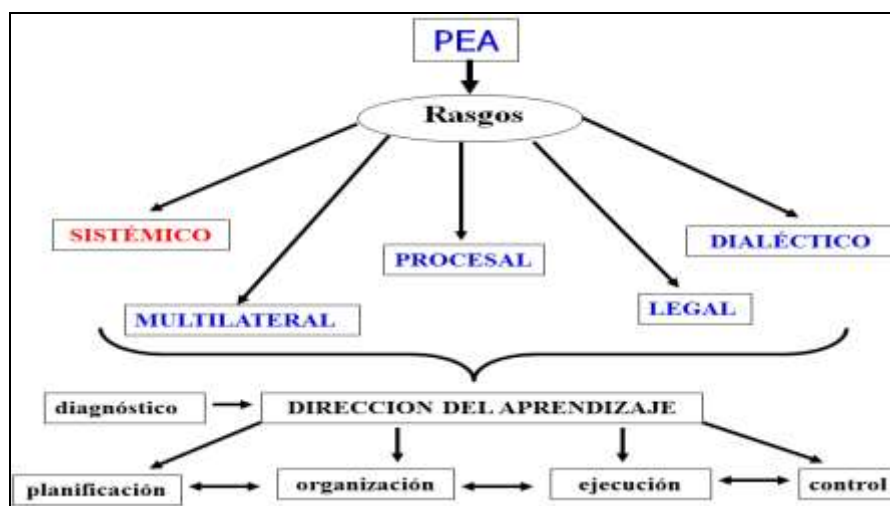 PEA
Rasgos
SISTÉMICO
DIALÉCTICO
PROCESAL
MULTILATERAL
LEGAL
diagnóstico
DIRECCION DEL APRENDIZAJE
planificación
organización
ejecución
control